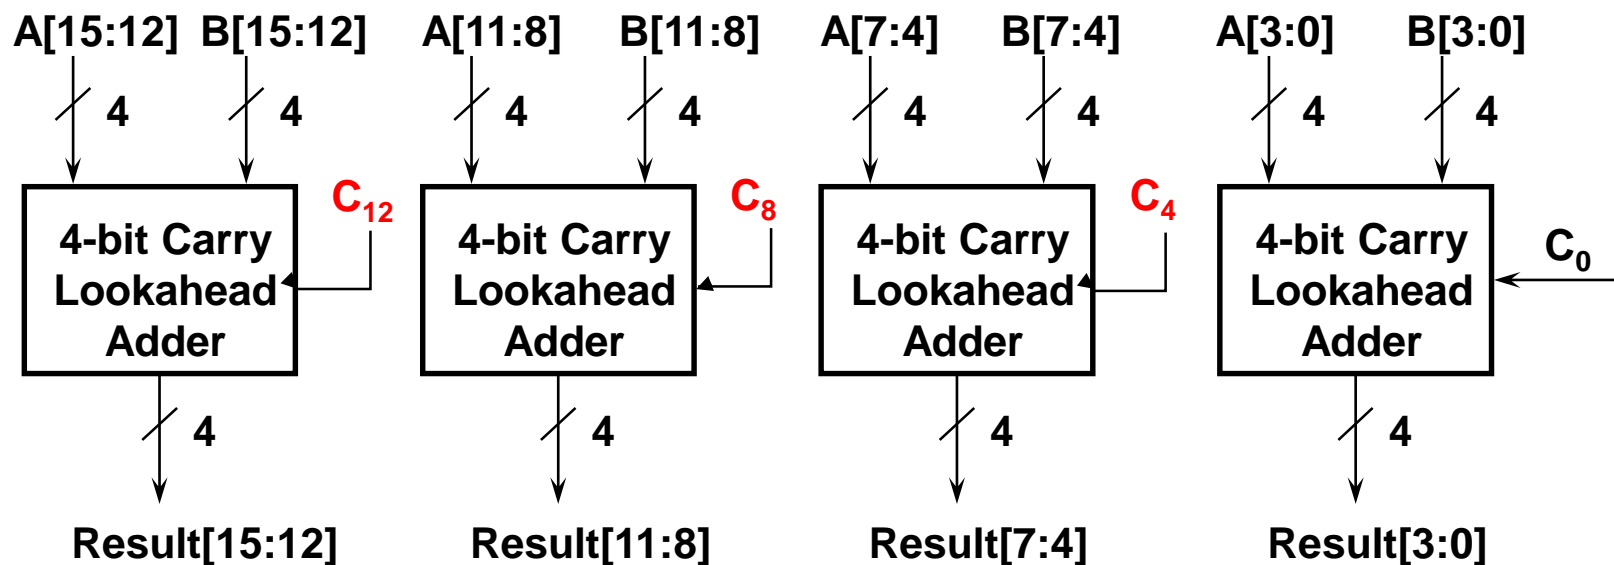 A[15:12] B[15:12] A[11:8] B[11:8] A[7:4] B[7:4] A[3:0] B[3:0]
4 4 4 4 4 4 4 4
C₁₂ C₈ C₄ C₀
4-bit Carry
Lookahead
Adder
4-bit Carry
Lookahead
Adder
4-bit Carry
Lookahead
Adder
4-bit Carry
Lookahead
Adder
4 4 4 4
Result[15:12] Result[11:8] Result[7:4] Result[3:0]